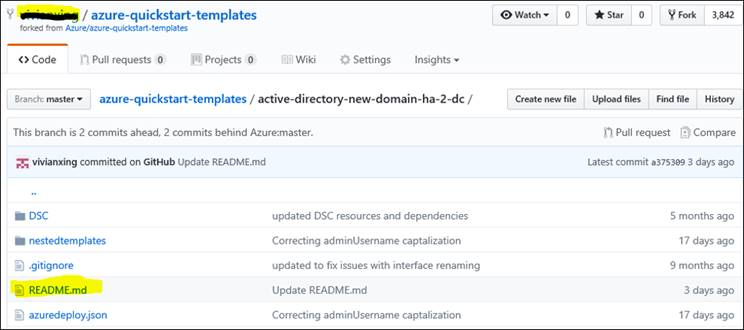 / azure-quickstart-templates
Watch 0 Star 0 Fork 3,842
forked from Azure/azure-quickstart-templates
Code Pull requests 0 Projects 0 Wiki Settings Insights
Branch: master azure-quickstart-templates / active-directory-new-domain-ha-2-dc / Create new file Upload files Find file History
This branch is 2 commits ahead, 2 commits behind Azure:master. Pull request Compare
vivianxing committed on GitHub Update README.md Latest commit a375309 3 days ago
..
DSC updated DSC resources and dependencies 5 months ago
nestedtemplates Correcting adminUsername captalization 17 days ago
.gitignore updated to fix issues with interface renaming 9 months ago
README.md Update README.md 3 days ago
azuredeploy.json Correcting adminUsername captalization 17 days ago